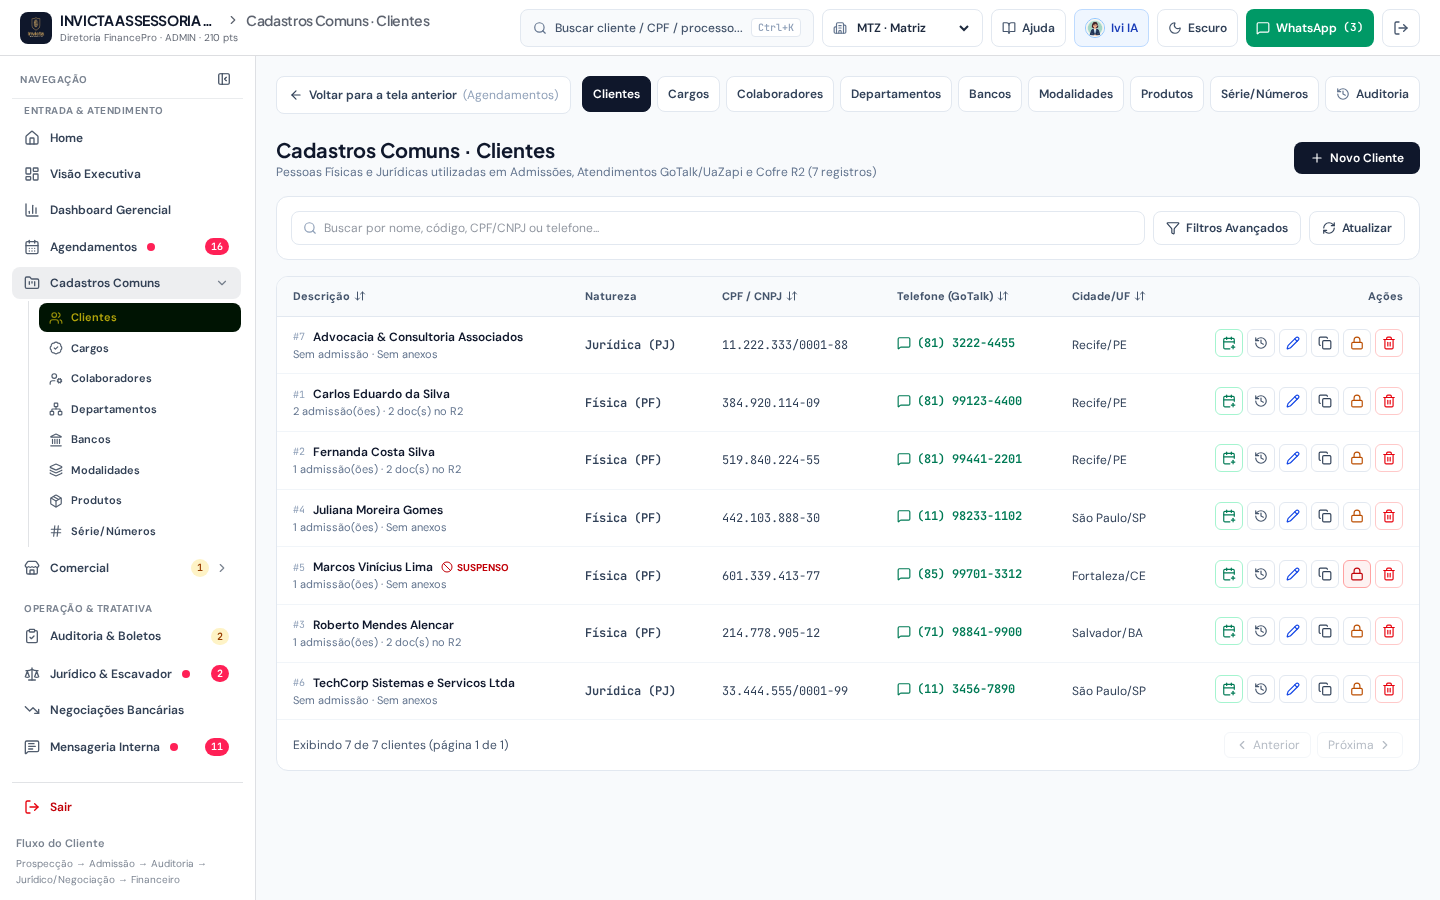 INVICTA ASSESSORIA ...
Diretoria FinancePro · ADMIN · 210 pts
Cadastros Comuns · Clientes
Buscar cliente / CPF / processo... Ctrl+K
MTZ · Matriz
Ajuda
Ivi IA
Escuro
WhatsApp (3)
NAVEGAÇÃO
ENTRADA & ATENDIMENTO
Home
Visão Executiva
Dashboard Gerencial
Agendamentos 16
Cadastros Comuns
Clientes
Cargos
Colaboradores
Departamentos
Bancos
Modalidades
Produtos
Série/Números
Comercial 1
OPERAÇÃO & TRATATIVA
Auditoria & Boletos 2
Jurídico & Escavador 2
Negociações Bancárias
Mensageria Interna 11
Sair
Fluxo do Cliente
Prospecção → Admissão → Auditoria →
Jurídico/Negociação → Financeiro
Voltar para a tela anterior (Agendamentos)
Clientes
Cargos
Colaboradores
Departamentos
Bancos
Modalidades
Produtos
Série/Números
Auditoria
Cadastros Comuns · Clientes
Pessoas Físicas e Jurídicas utilizadas em Admissões, Atendimentos GoTalk/UaZapi e Cofre R2 (7 registros)
Novo Cliente
Buscar por nome, código, CPF/CNPJ ou telefone...
Filtros Avançados
Atualizar
Descrição Natureza CPF / CNPJ Telefone (GoTalk) Cidade/UF Ações
#7 Advocacia & Consultoria Associados
Sem admissão · Sem anexos
Jurídica (PJ) 11.222.333/0001-88 (81) 3222-4455 Recife/PE
#1 Carlos Eduardo da Silva
2 admissão(ões) · 2 doc(s) no R2
Física (PF) 384.920.114-09 (81) 99123-4400 Recife/PE
#2 Fernanda Costa Silva
1 admissão(ões) · 2 doc(s) no R2
Física (PF) 519.840.224-55 (81) 99441-2201 Recife/PE
#4 Juliana Moreira Gomes
1 admissão(ões) · Sem anexos
Física (PF) 442.103.888-30 (11) 98233-1102 São Paulo/SP
#5 Marcos Vinícius Lima SUSPENSO
1 admissão(ões) · Sem anexos
Física (PF) 601.339.413-77 (85) 99701-3312 Fortaleza/CE
#3 Roberto Mendes Alencar
1 admissão(ões) · 2 doc(s) no R2
Física (PF) 214.778.905-12 (71) 98841-9900 Salvador/BA
#6 TechCorp Sistemas e Servicos Ltda
Sem admissão · Sem anexos
Jurídica (PJ) 33.444.555/0001-99 (11) 3456-7890 São Paulo/SP
Exibindo 7 de 7 clientes (página 1 de 1)
Anterior
Próxima